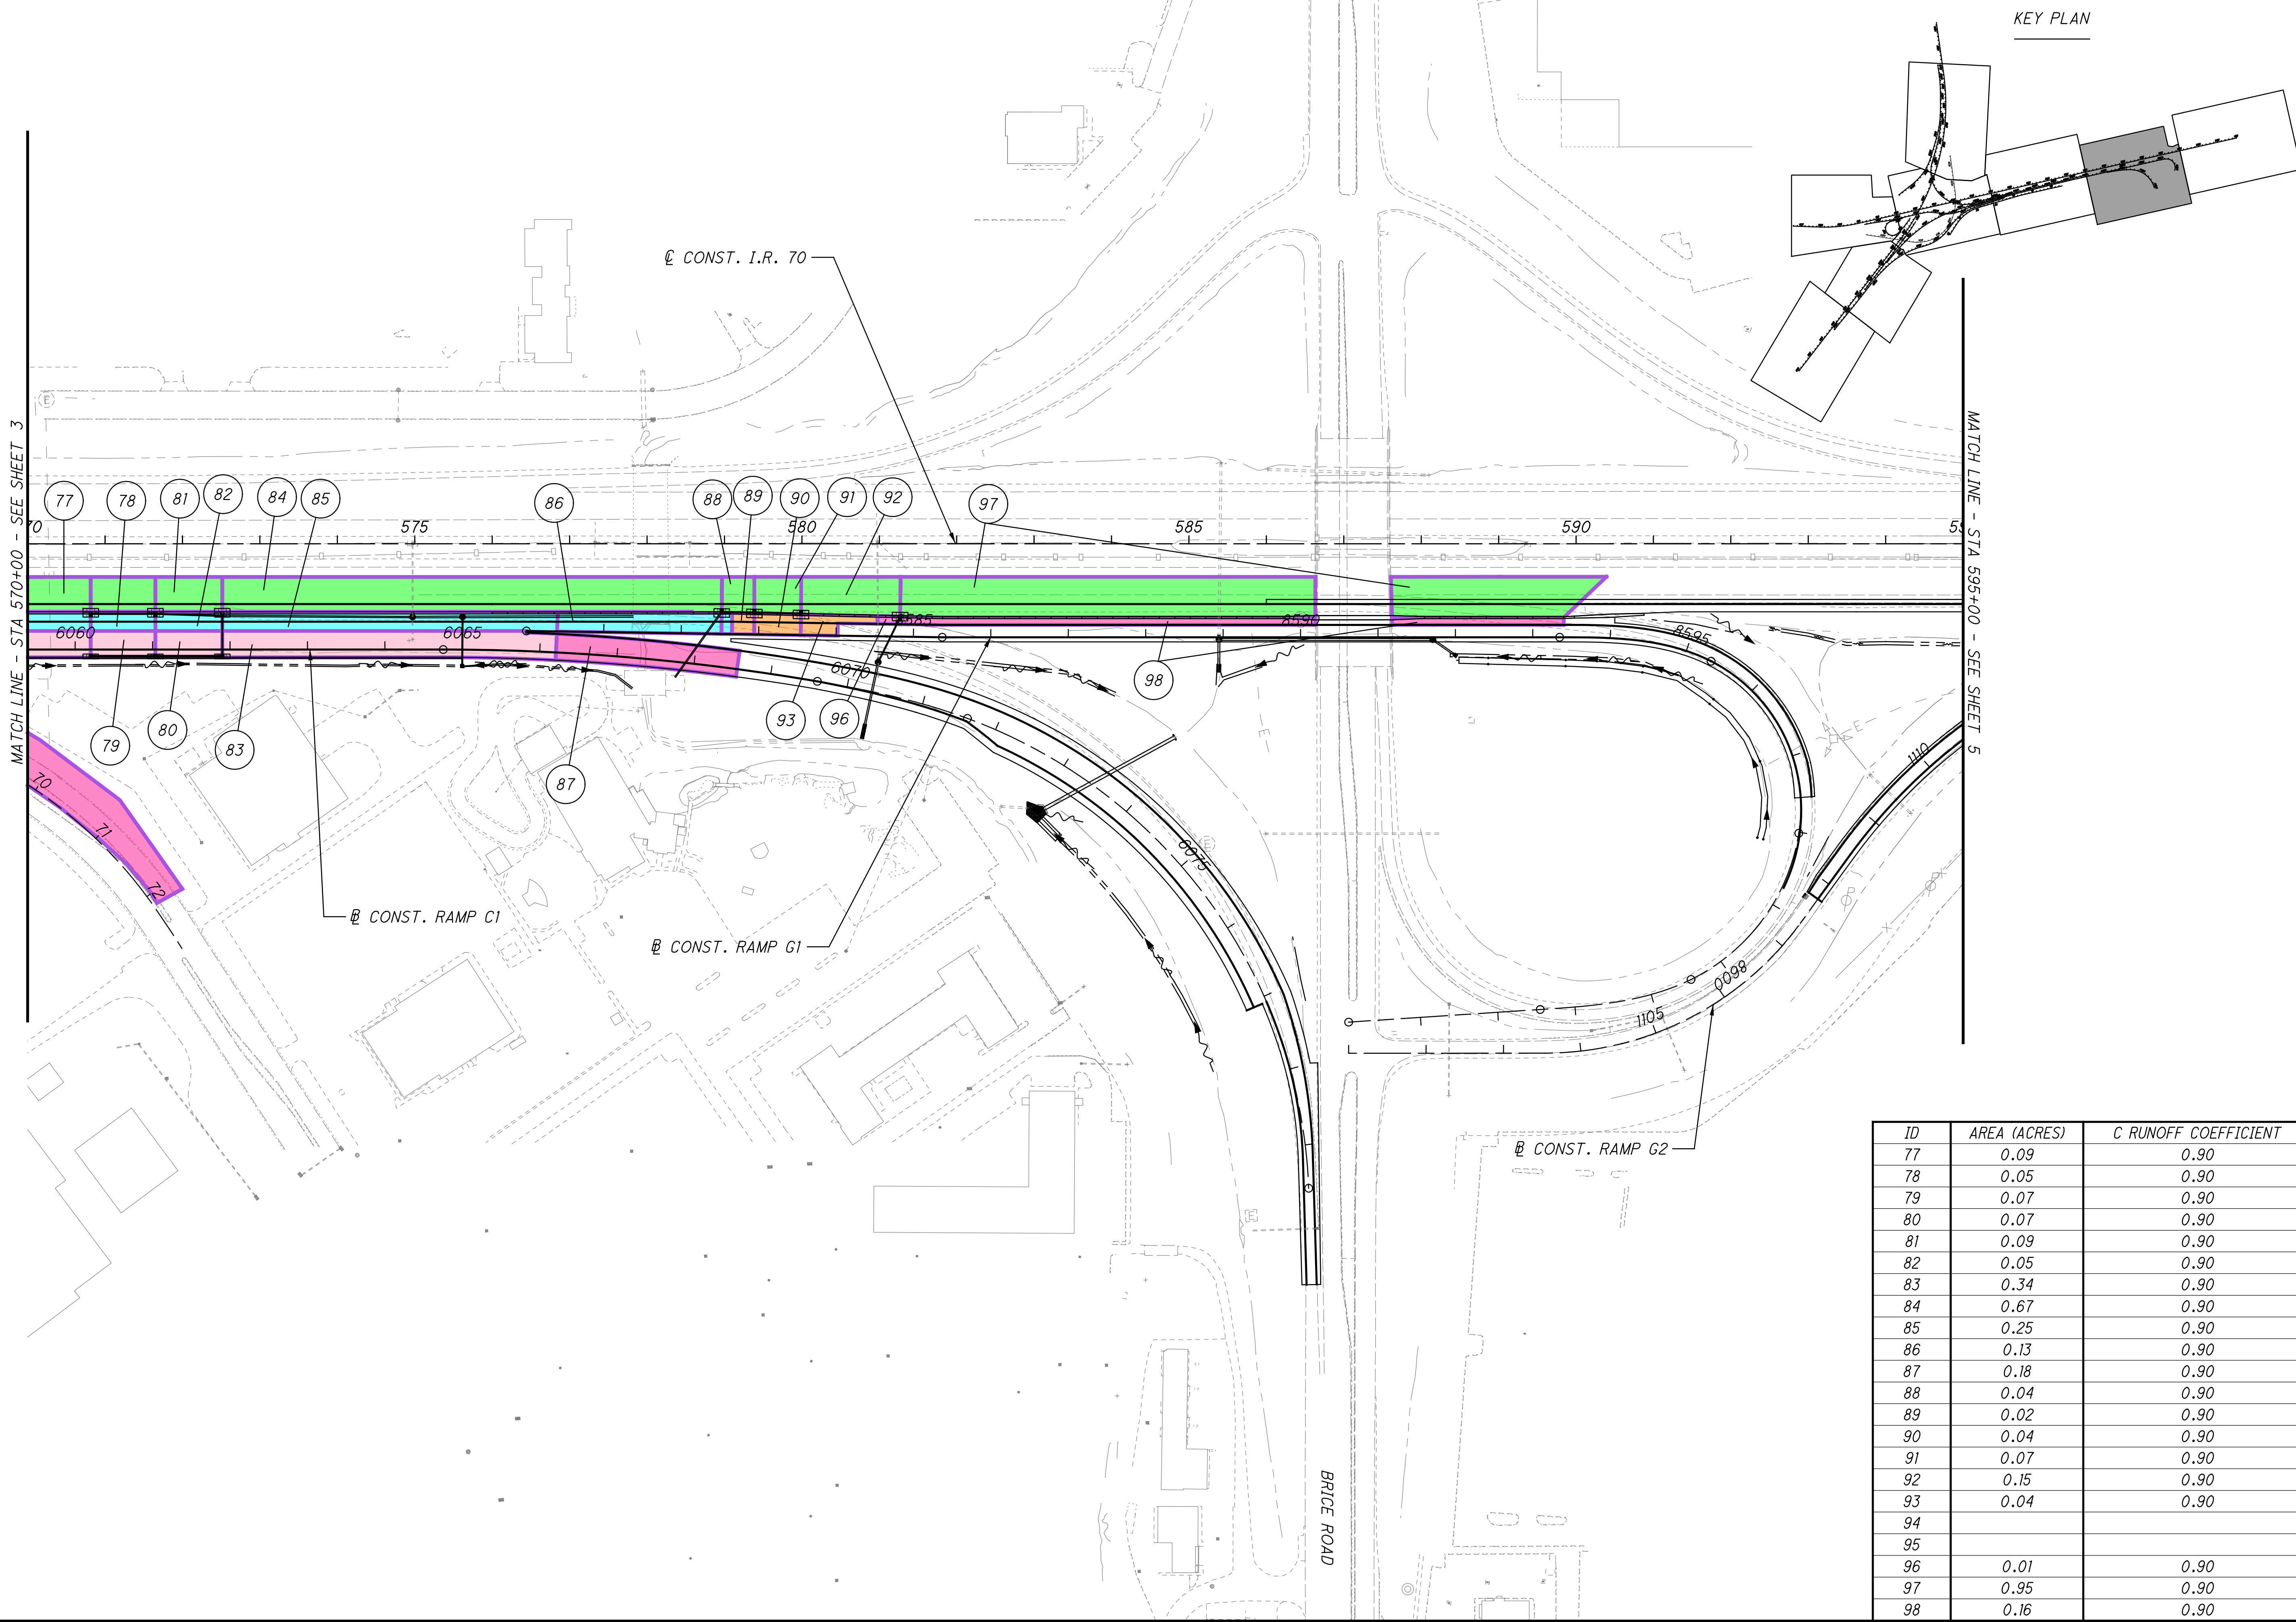 KEY PLAN
℄ CONST. I.R. 70
MATCH LINE - STA 570+00 - SEE SHEET 3
MATCH LINE - STA 595+00 - SEE SHEET 5
77
78
81
82
84
85
86
88
89
90
91
92
97
70
575
580
585
590
59
6060
6065
585
8590
8595
6070
98
93
96
79
80
83
87
70
71
72
6075
1110
℔ CONST. RAMP C1
℔ CONST. RAMP G1
8600
1105
℔ CONST. RAMP G2
BRICE ROAD
E
E
E
E
E
P
ID AREA (ACRES) C RUNOFF COEFFICIENT
77 0.09 0.90
78 0.05 0.90
79 0.07 0.90
80 0.07 0.90
81 0.09 0.90
82 0.05 0.90
83 0.34 0.90
84 0.67 0.90
85 0.25 0.90
86 0.13 0.90
87 0.18 0.90
88 0.04 0.90
89 0.02 0.90
90 0.04 0.90
91 0.07 0.90
92 0.15 0.90
93 0.04 0.90
94
95
96 0.01 0.90
97 0.95 0.90
98 0.16 0.90